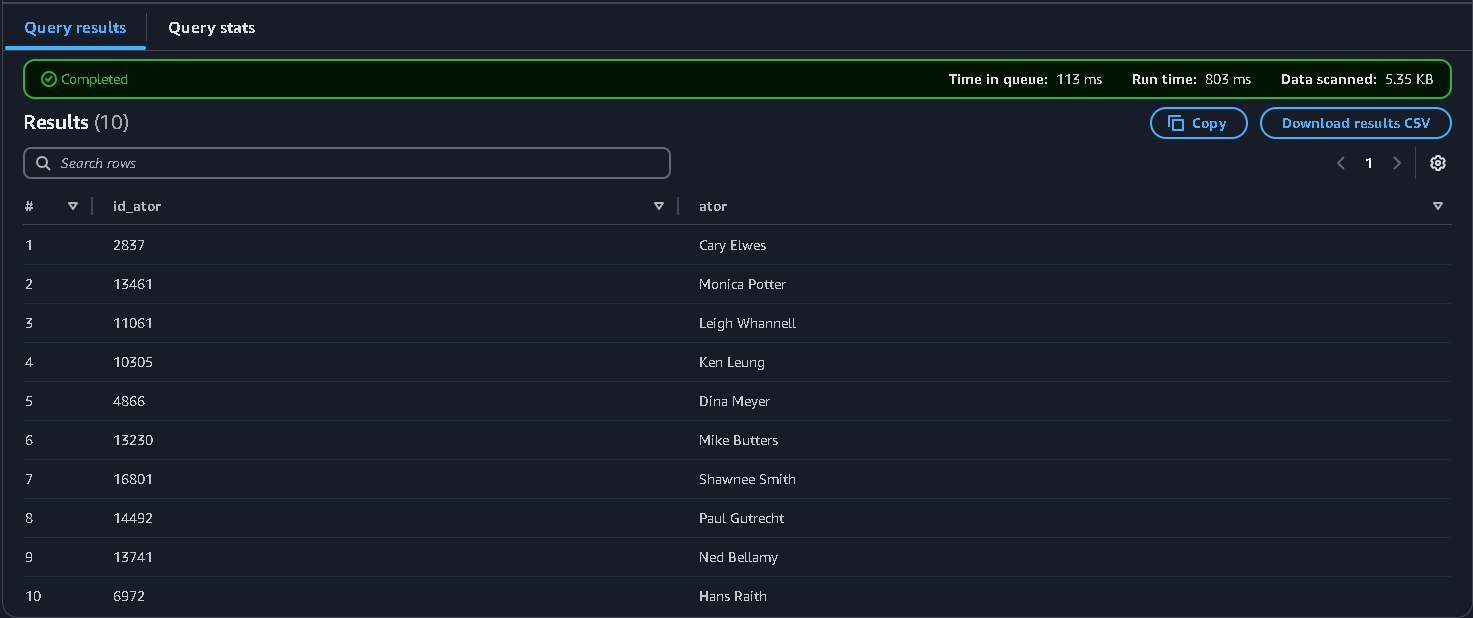 Query results Query stats
Completed Time in queue: 113 ms Run time: 803 ms Data scanned: 5.35 KB
Results (10) Copy Download results CSV
Search rows 1
# id_ator ator
1 2837 Cary Elwes
2 13461 Monica Potter
3 11061 Leigh Whannell
4 10305 Ken Leung
5 4866 Dina Meyer
6 13230 Mike Butters
7 16801 Shawnee Smith
8 14492 Paul Gutrecht
9 13741 Ned Bellamy
10 6972 Hans Raith